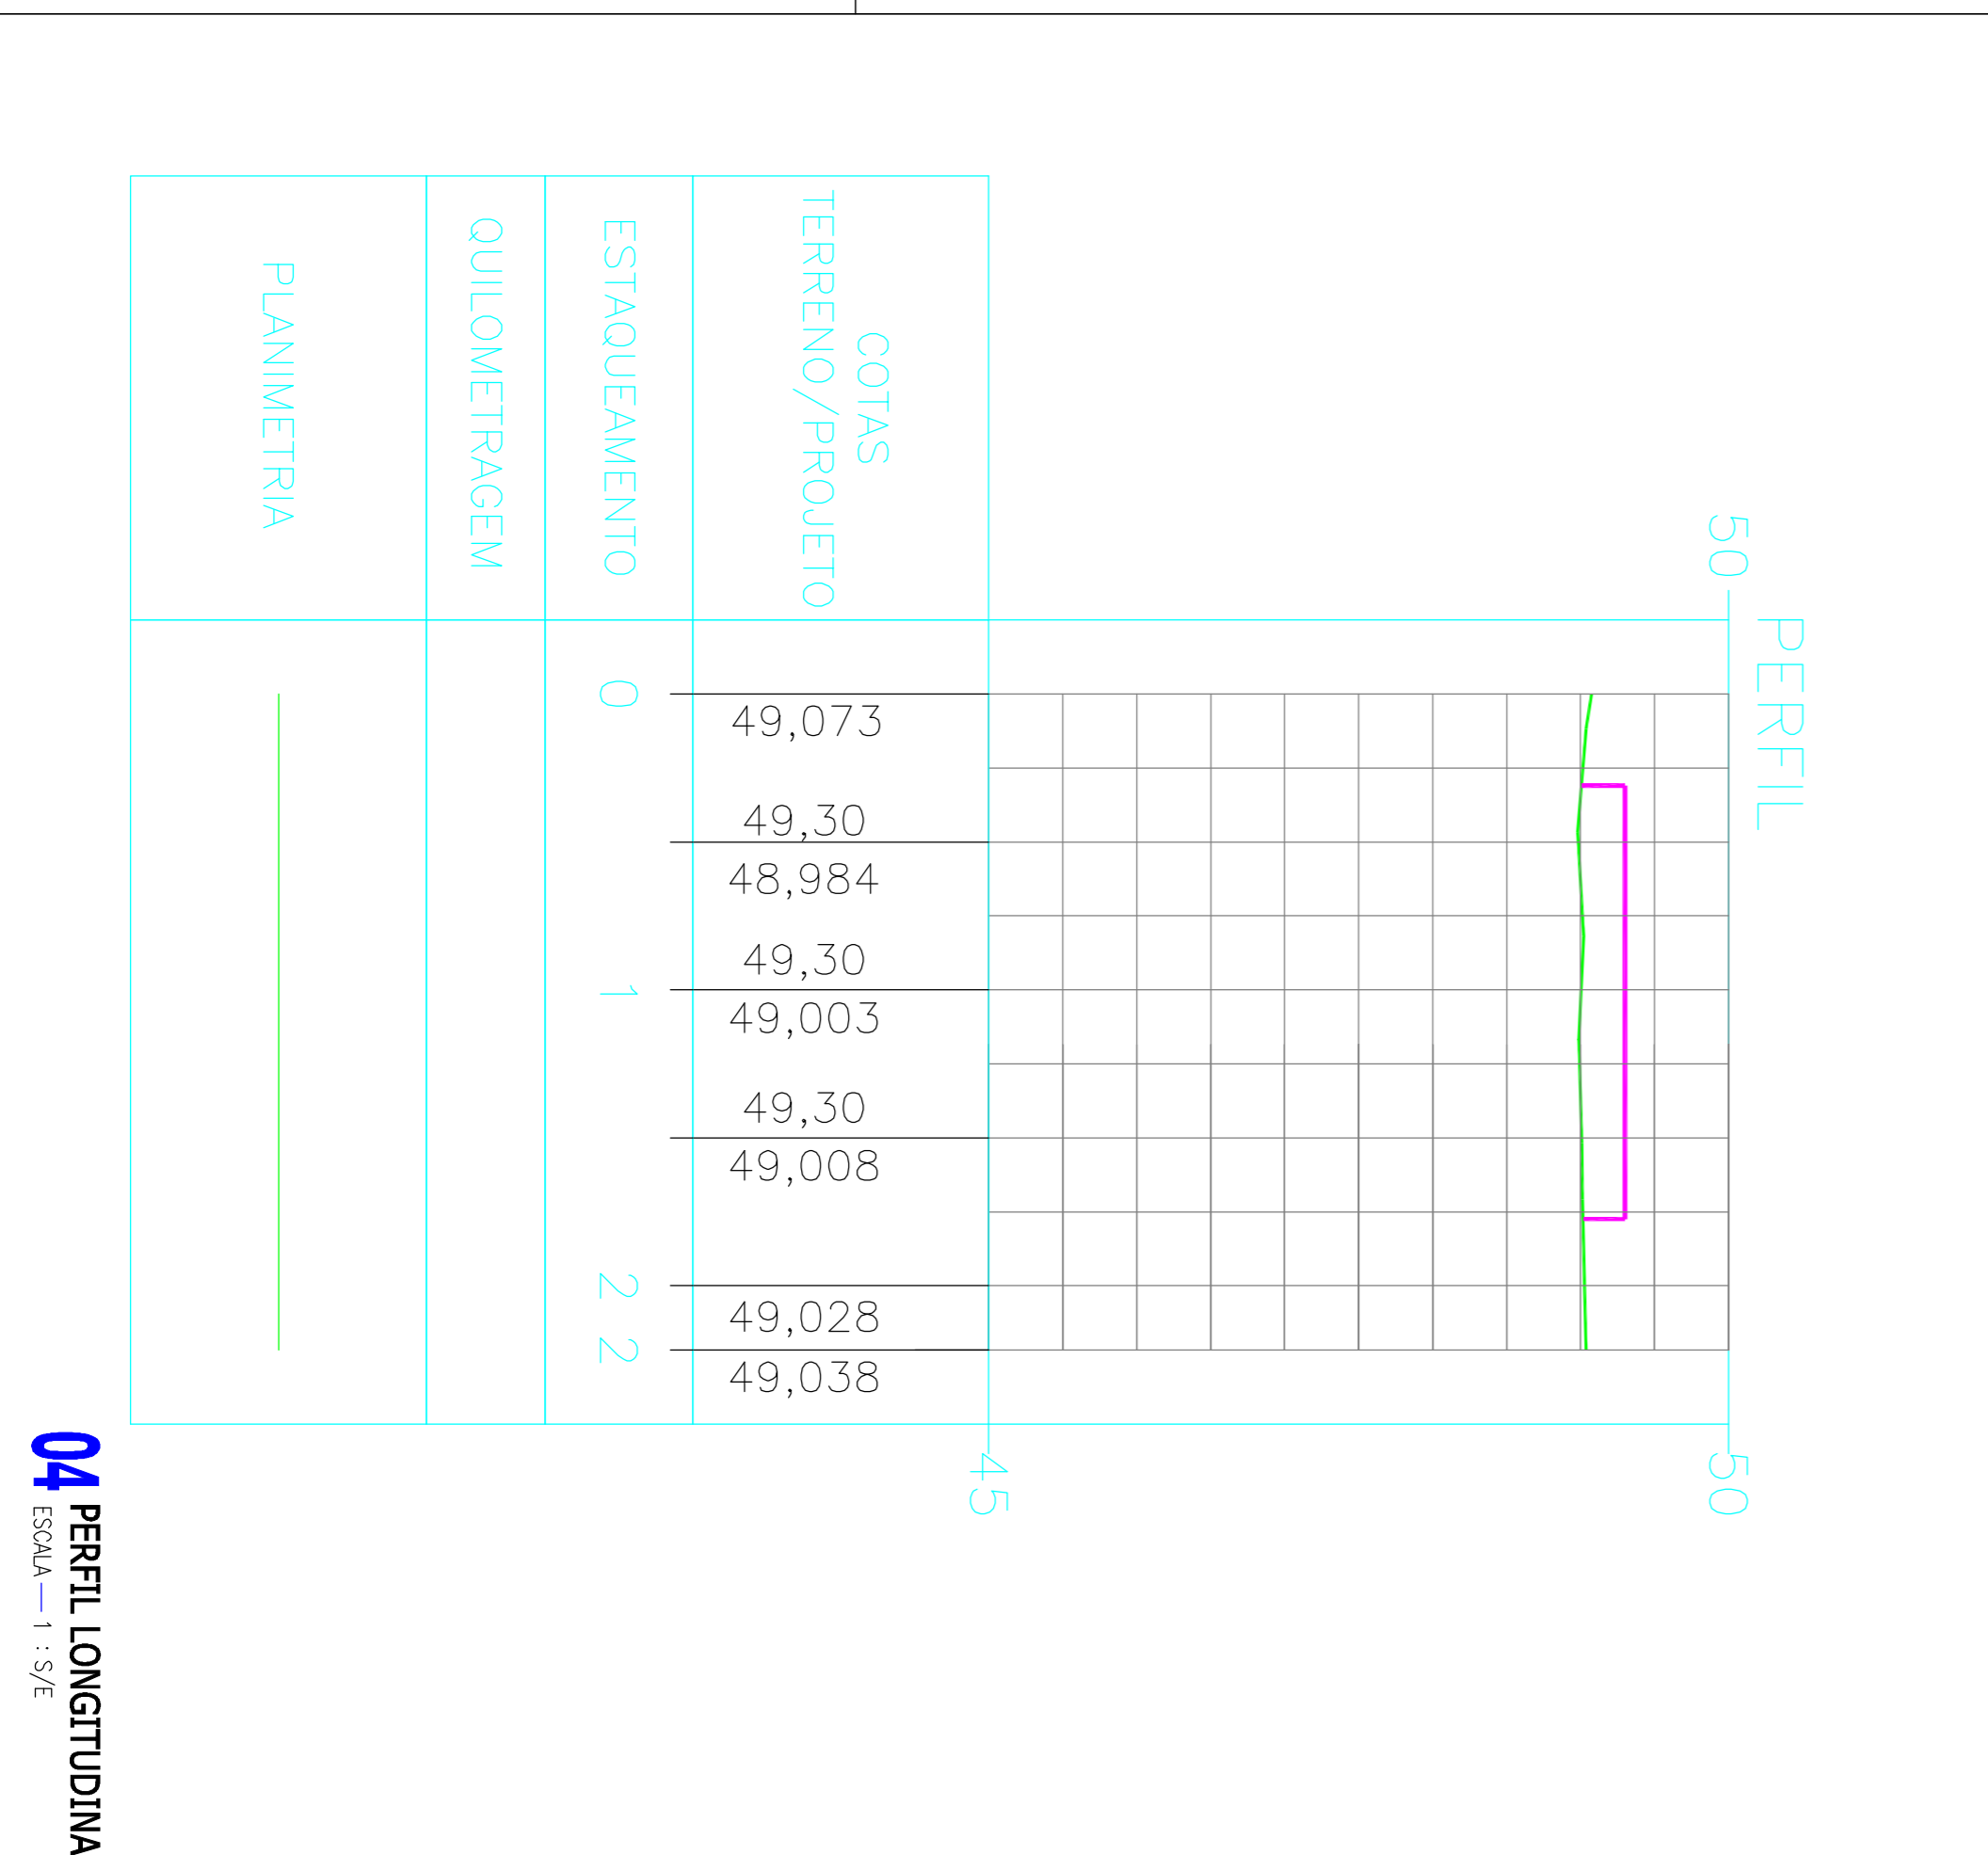 PERFIL
50
50
45
COTAS
TERRENO/PROJETO
49,073
49,30
48,984
49,30
49,003
49,30
49,008
49,028
49,038
ESTAQUEAMENTO
0
1
2
2
QUILOMETRAGEM
PLANIMETRIA
04
PERFIL LONGITUDINA
ESCALA — 1 : S/E